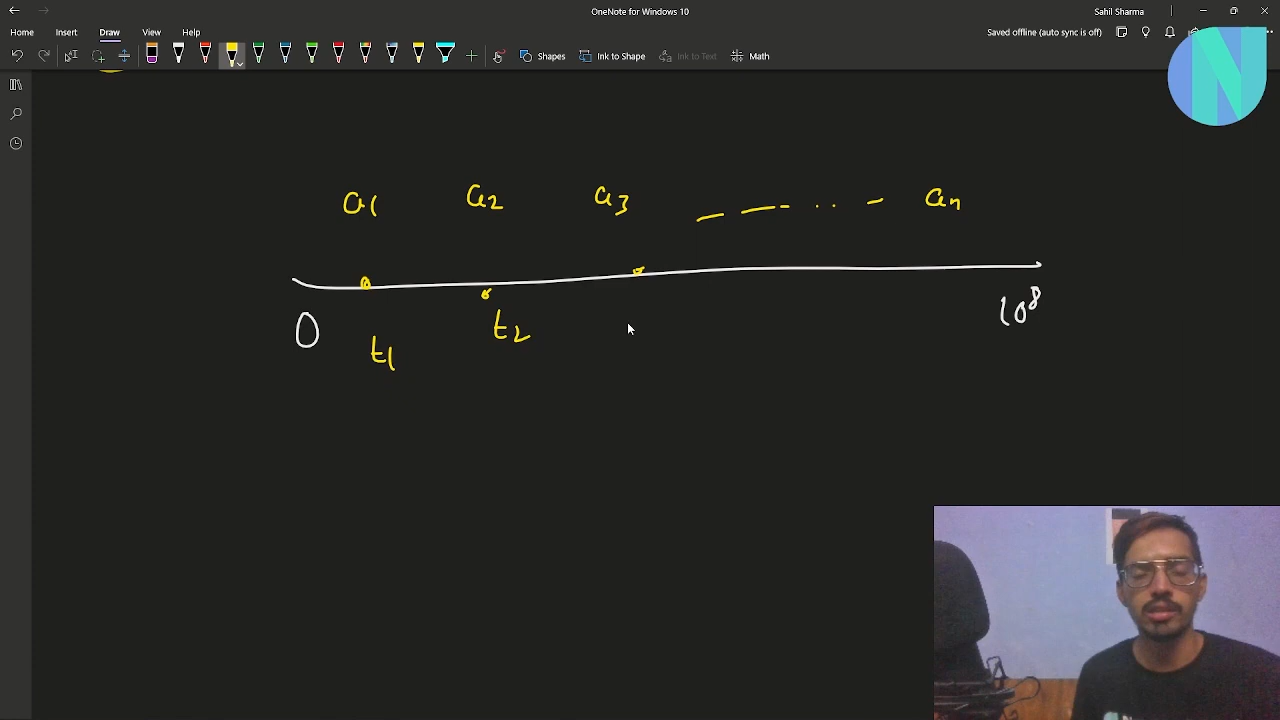 OneNote for Windows 10
Sahil Sharma
Home Insert Draw View Help
Saved offline (auto sync is off)
Shapes Ink to Shape Ink to Text Math
a1 a2 a3 — — - . . - an
0 10^8
t1 t2